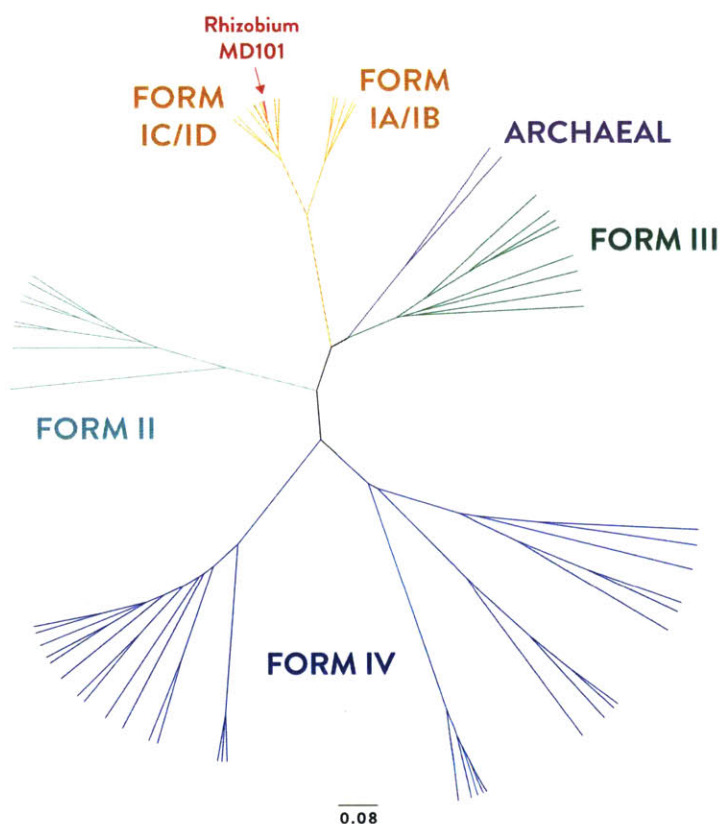 Rhizobium
MD101
FORM
IC/ID
FORM
IA/IB
ARCHAEAL
FORM III
FORM II
FORM IV
0.08